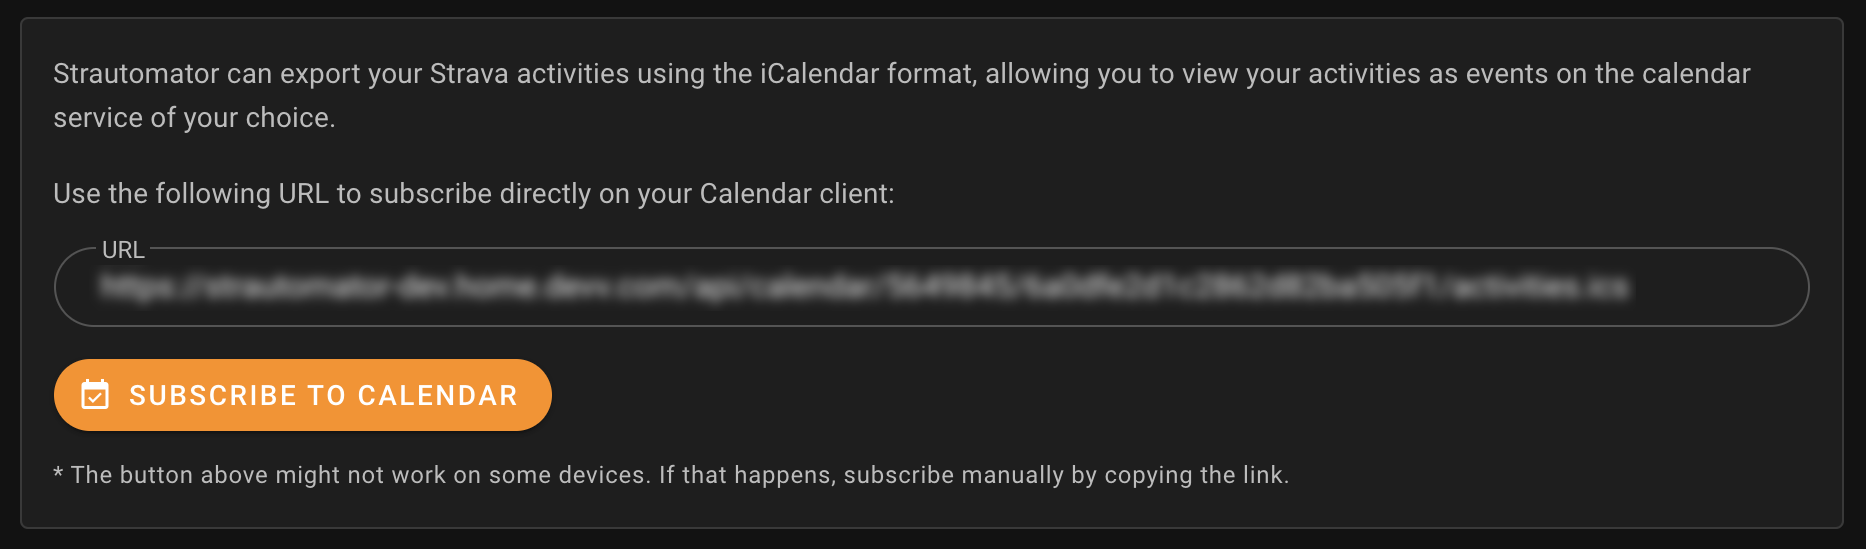 Strautomator can export your Strava activities using the iCalendar format, allowing you to view your activities as events on the calendar
service of your choice.
Use the following URL to subscribe directly on your Calendar client:
URL
SUBSCRIBE TO CALENDAR
* The button above might not work on some devices. If that happens, subscribe manually by copying the link.